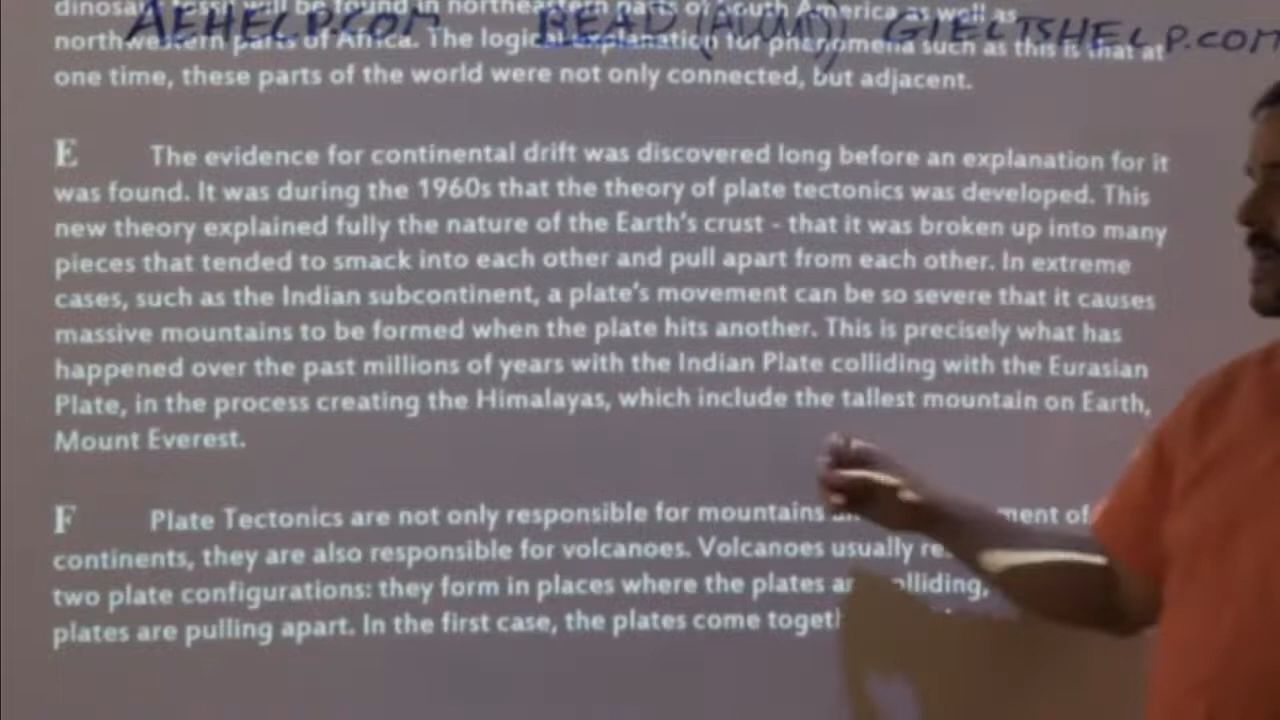 AEHELP.COM READ (ALOUD) GIELTSHELP.COM
will be found in northeastern parts of South America as well as
northwestern parts of Africa. The logical explanation for phenomena such as this is that at
one time, these parts of the world were not only connected, but adjacent.
E The evidence for continental drift was discovered long before an explanation for it
was found. It was during the 1960s that the theory of plate tectonics was developed. This
new theory explained fully the nature of the Earth's crust - that it was broken up into many
pieces that tended to smack into each other and pull apart from each other. In extreme
cases, such as the Indian subcontinent, a plate's movement can be so severe that it causes
massive mountains to be formed when the plate hits another. This is precisely what has
happened over the past millions of years with the Indian Plate colliding with the Eurasian
Plate, in the process creating the Himalayas, which include the tallest mountain on Earth,
Mount Everest.
F Plate Tectonics are not only responsible for mountains of
continents, they are also responsible for volcanoes. Volcanoes usually
two plate configurations: they form in places where the plates
plates are pulling apart. In the first case, the plates come